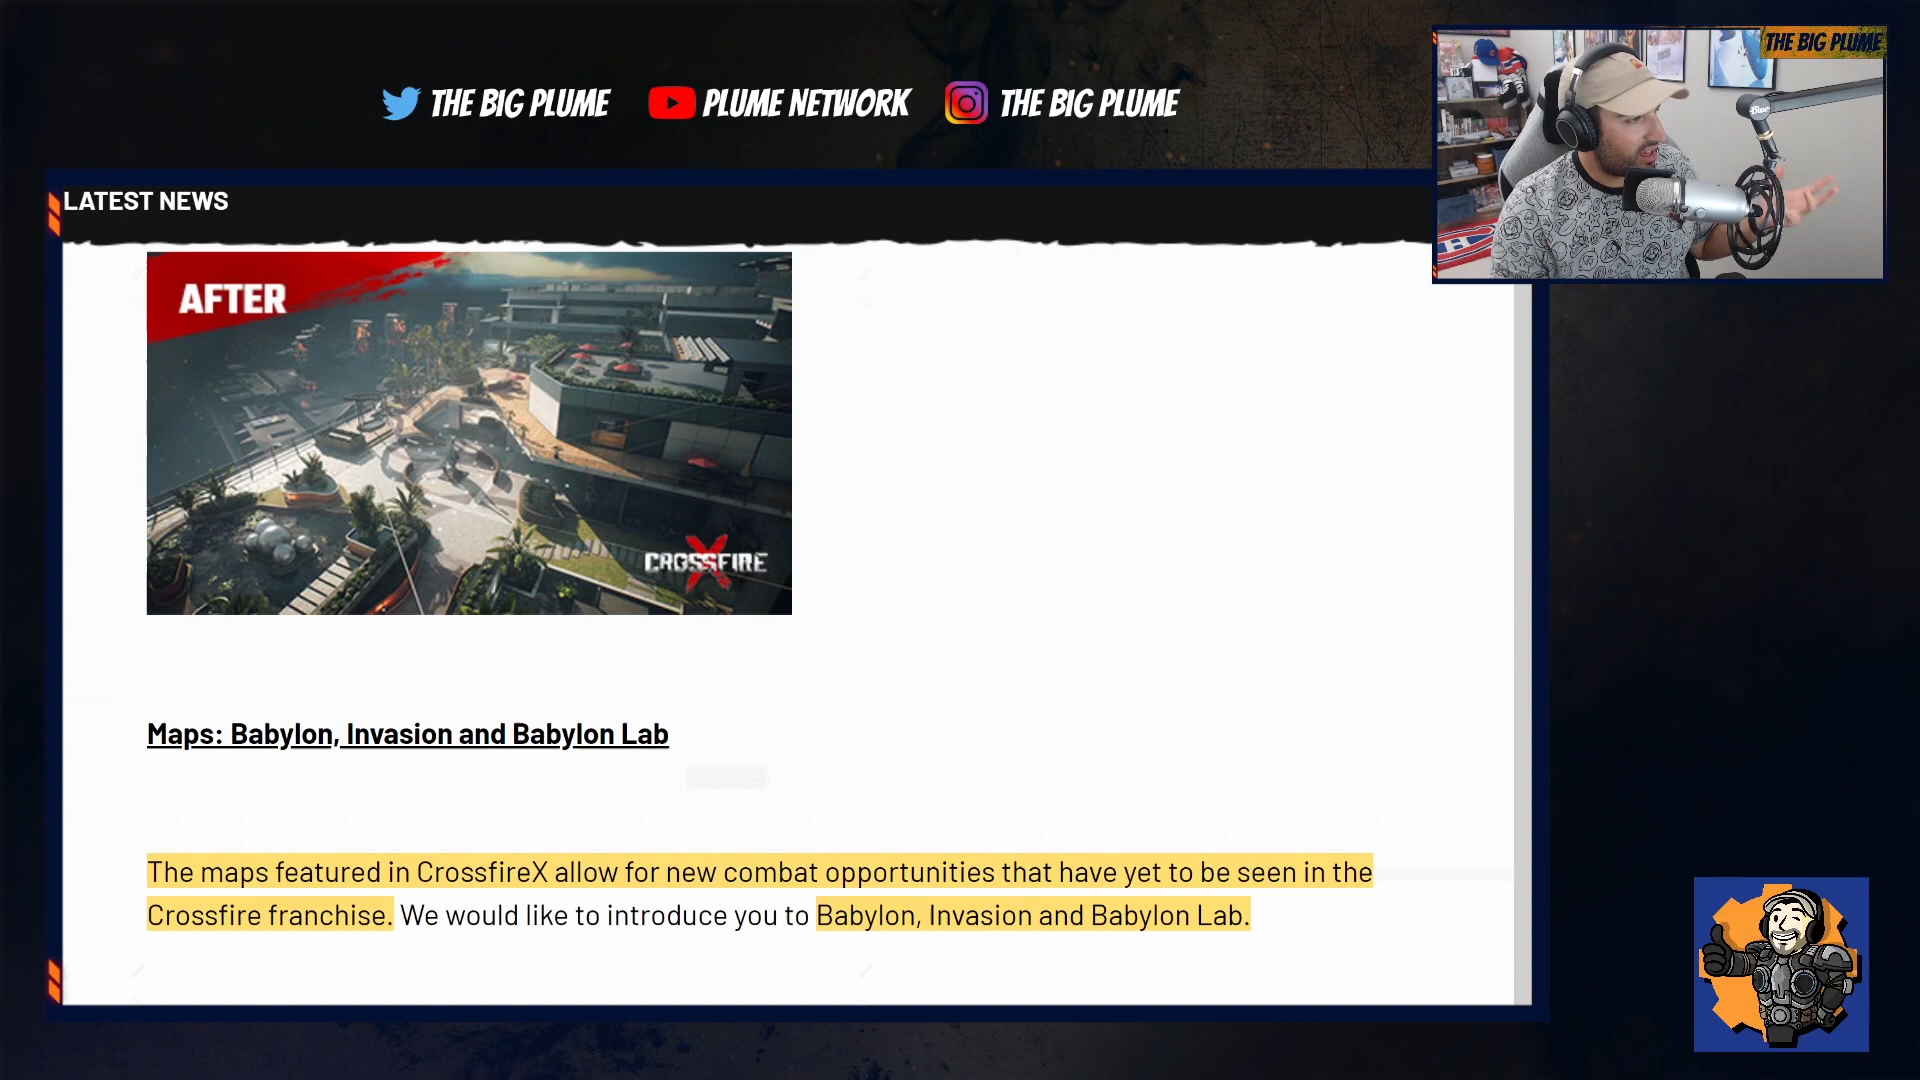 THE BIG PLUME
PLUME NETWORK
THE BIG PLUME
THE BIG PLUME
LATEST NEWS
AFTER
CROSSFIRE
X
Maps: Babylon, Invasion and Babylon Lab
The maps featured in CrossfireX allow for new combat opportunities that have yet to be seen in the
Crossfire franchise. We would like to introduce you to Babylon, Invasion and Babylon Lab.
Blue